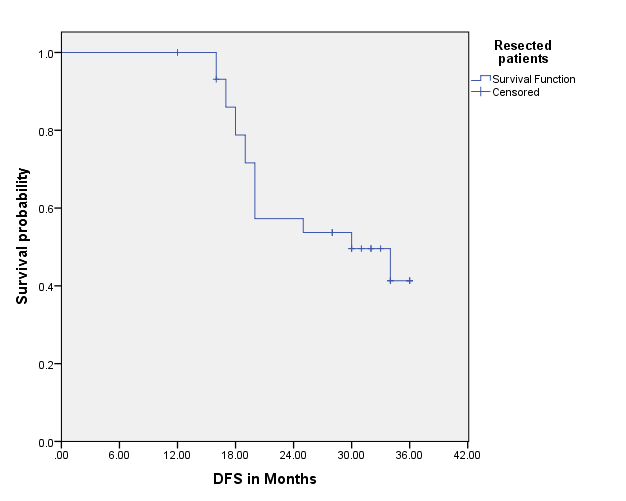 Resected
patients
Survival Function
Censored
Survival probability
1.0
0.8
0.6
0.4
0.2
0.0
.00 6.00 12.00 18.00 24.00 30.00 36.00 42.00
DFS in Months